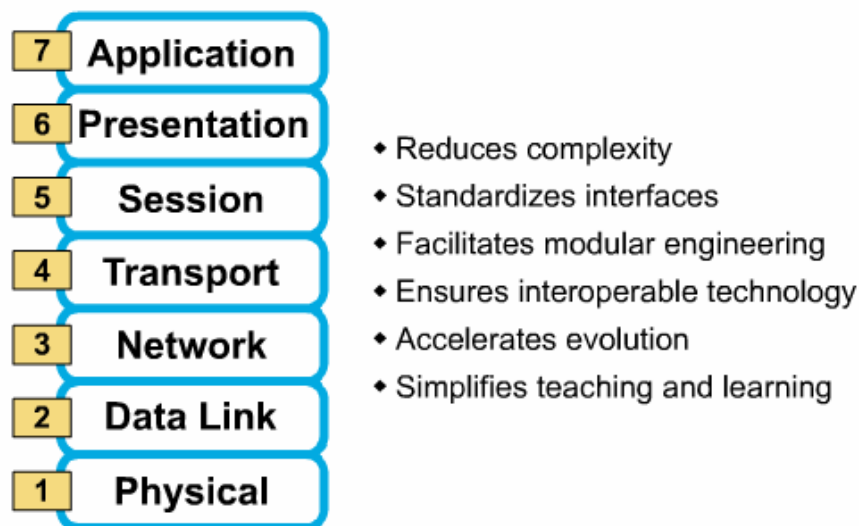 7 Application
6 Presentation
5 Session
4 Transport
3 Network
2 Data Link
1 Physical
◆ Reduces complexity
◆ Standardizes interfaces
◆ Facilitates modular engineering
◆ Ensures interoperable technology
◆ Accelerates evolution
◆ Simplifies teaching and learning